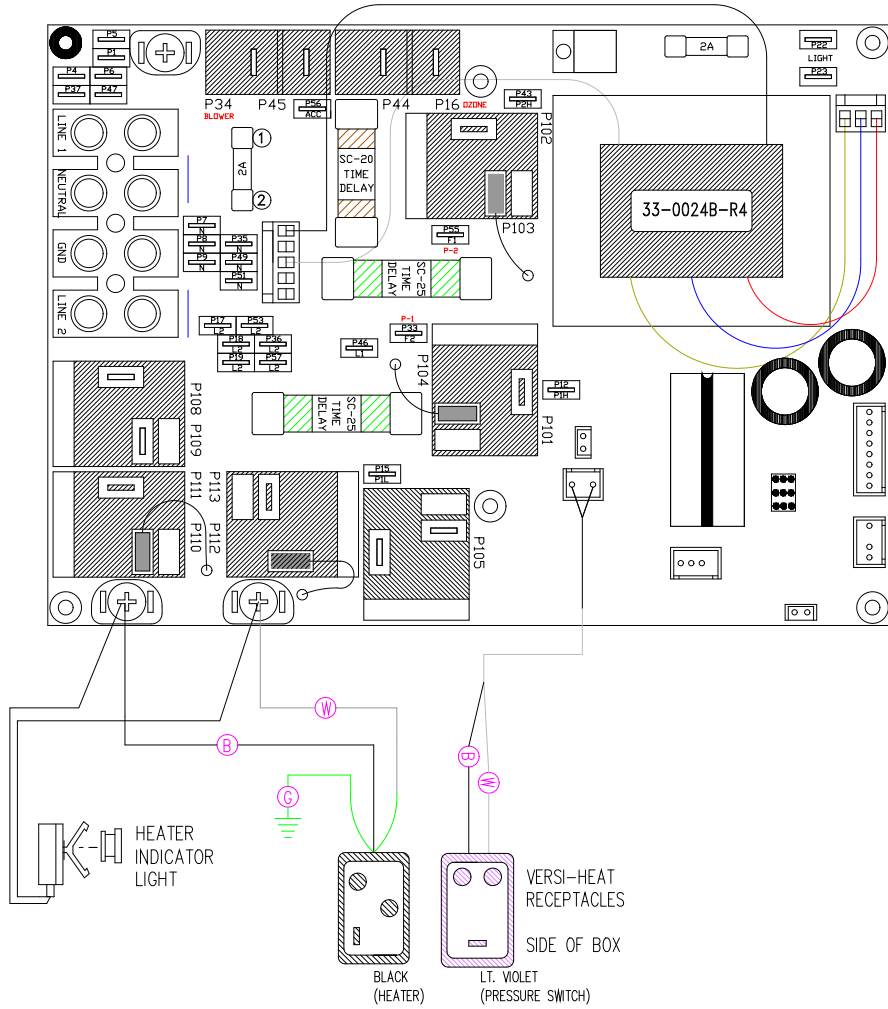 P5
P1
P4
P6
P37
P47
P34
BLOWER
P45
P56
ACC
P44
P16
OZONE
P43
P2H
P102
2A
P22
LIGHT
P23
LINE 1
NEUTRAL
GND
LINE 2
1
2A
2
SC-20
TIME
DELAY
P103
33-0024B-R4
P7
N
P8
N
P9
N
P35
N
P49
N
P51
N
P55
F1
P-2
SC-25
TIME
DELAY
P-1
P33
F2
P17
L2
P53
L2
P18
L2
P36
L2
P19
L2
P57
L2
P46
L1
P104
P101
P12
P1H
SC-25
TIME
DELAY
P108
P109
P15
P1L
P111
P110
P113
P112
P105
W
B
B
W
G
HEATER
INDICATOR
LIGHT
VERSI-HEAT
RECEPTACLES
SIDE OF BOX
BLACK
(HEATER)
LT. VIOLET
(PRESSURE SWITCH)